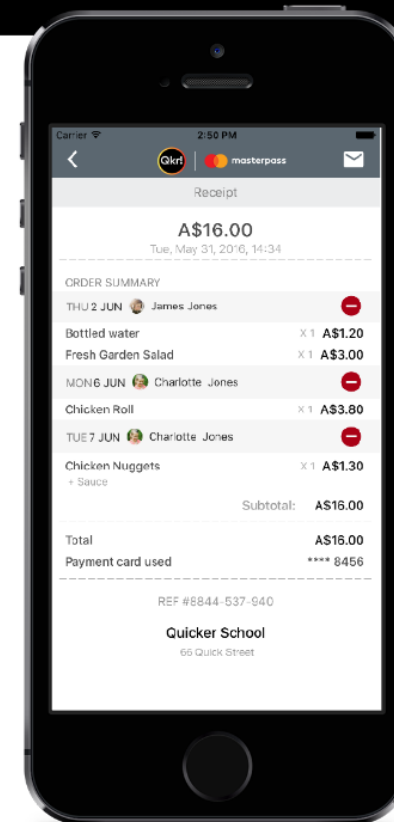 Carrier 2:50 PM
Qkr! masterpass
Receipt
A$16.00
Tue, May 31, 2016, 14:34
ORDER SUMMARY
THU 2 JUN James Jones
Bottled water X 1 A$1.20
Fresh Garden Salad X 1 A$3.00
MON 6 JUN Charlotte Jones
Chicken Roll X 1 A$3.80
TUE 7 JUN Charlotte Jones
Chicken Nuggets X 1 A$1.30
+ Sauce
Subtotal: A$16.00
Total A$16.00
Payment card used **** 8456
REF #8844-537-940
Quicker School
66 Quick Street